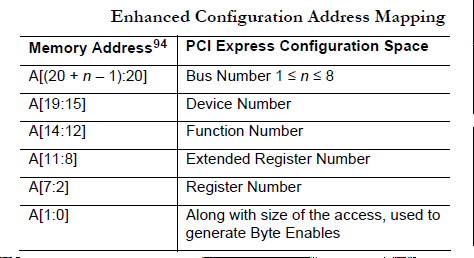 Enhanced Configuration Address Mapping
Memory Address94 PCI Express Configuration Space
A[(20 + n – 1):20] Bus Number 1 ≤ n ≤ 8
A[19:15] Device Number
A[14:12] Function Number
A[11:8] Extended Register Number
A[7:2] Register Number
A[1:0] Along with size of the access, used to
generate Byte Enables